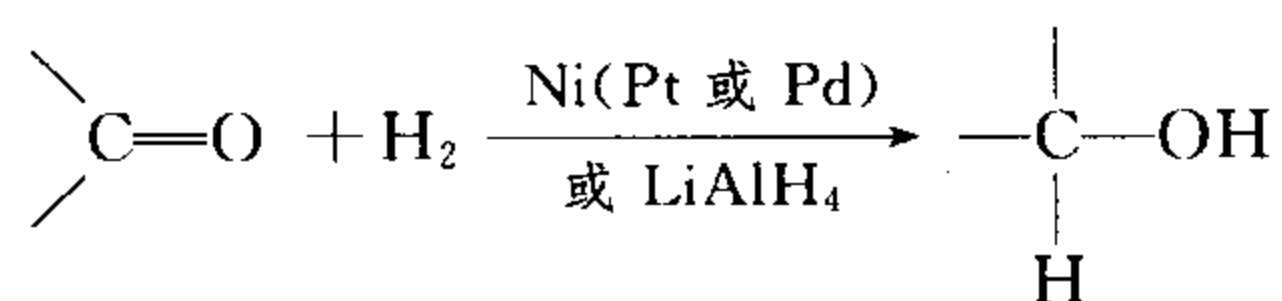 Ni(Pt 或 Pd)
C=O + H₂ → —C—OH
或 LiAlH₄
H